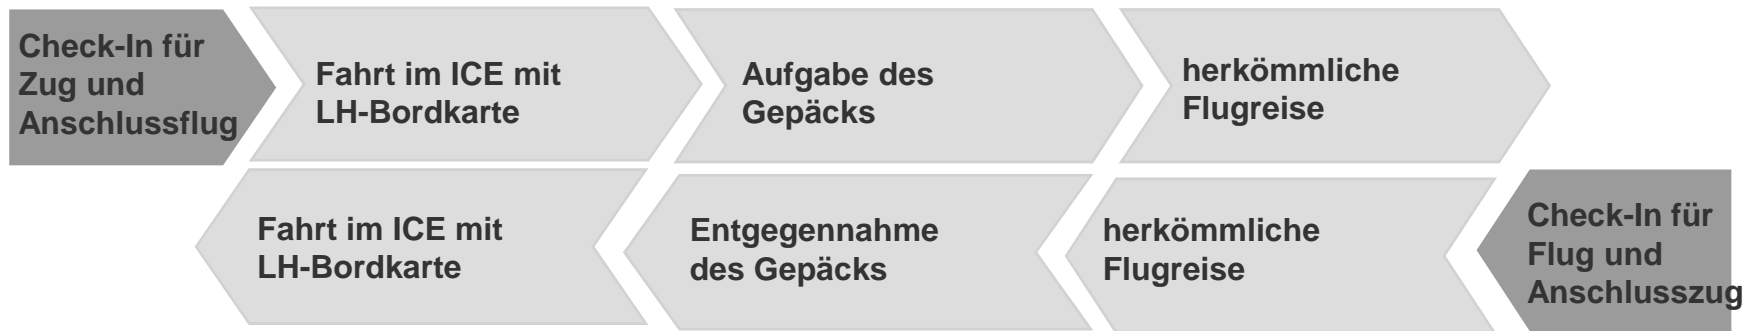 Check-In für
Zug und
Anschlussflug
Fahrt im ICE mit
LH-Bordkarte
Aufgabe des
Gepäcks
herkömmliche
Flugreise
Fahrt im ICE mit
LH-Bordkarte
Entgegennahme
des Gepäcks
herkömmliche
Flugreise
Check-In für
Flug und
Anschlusszug